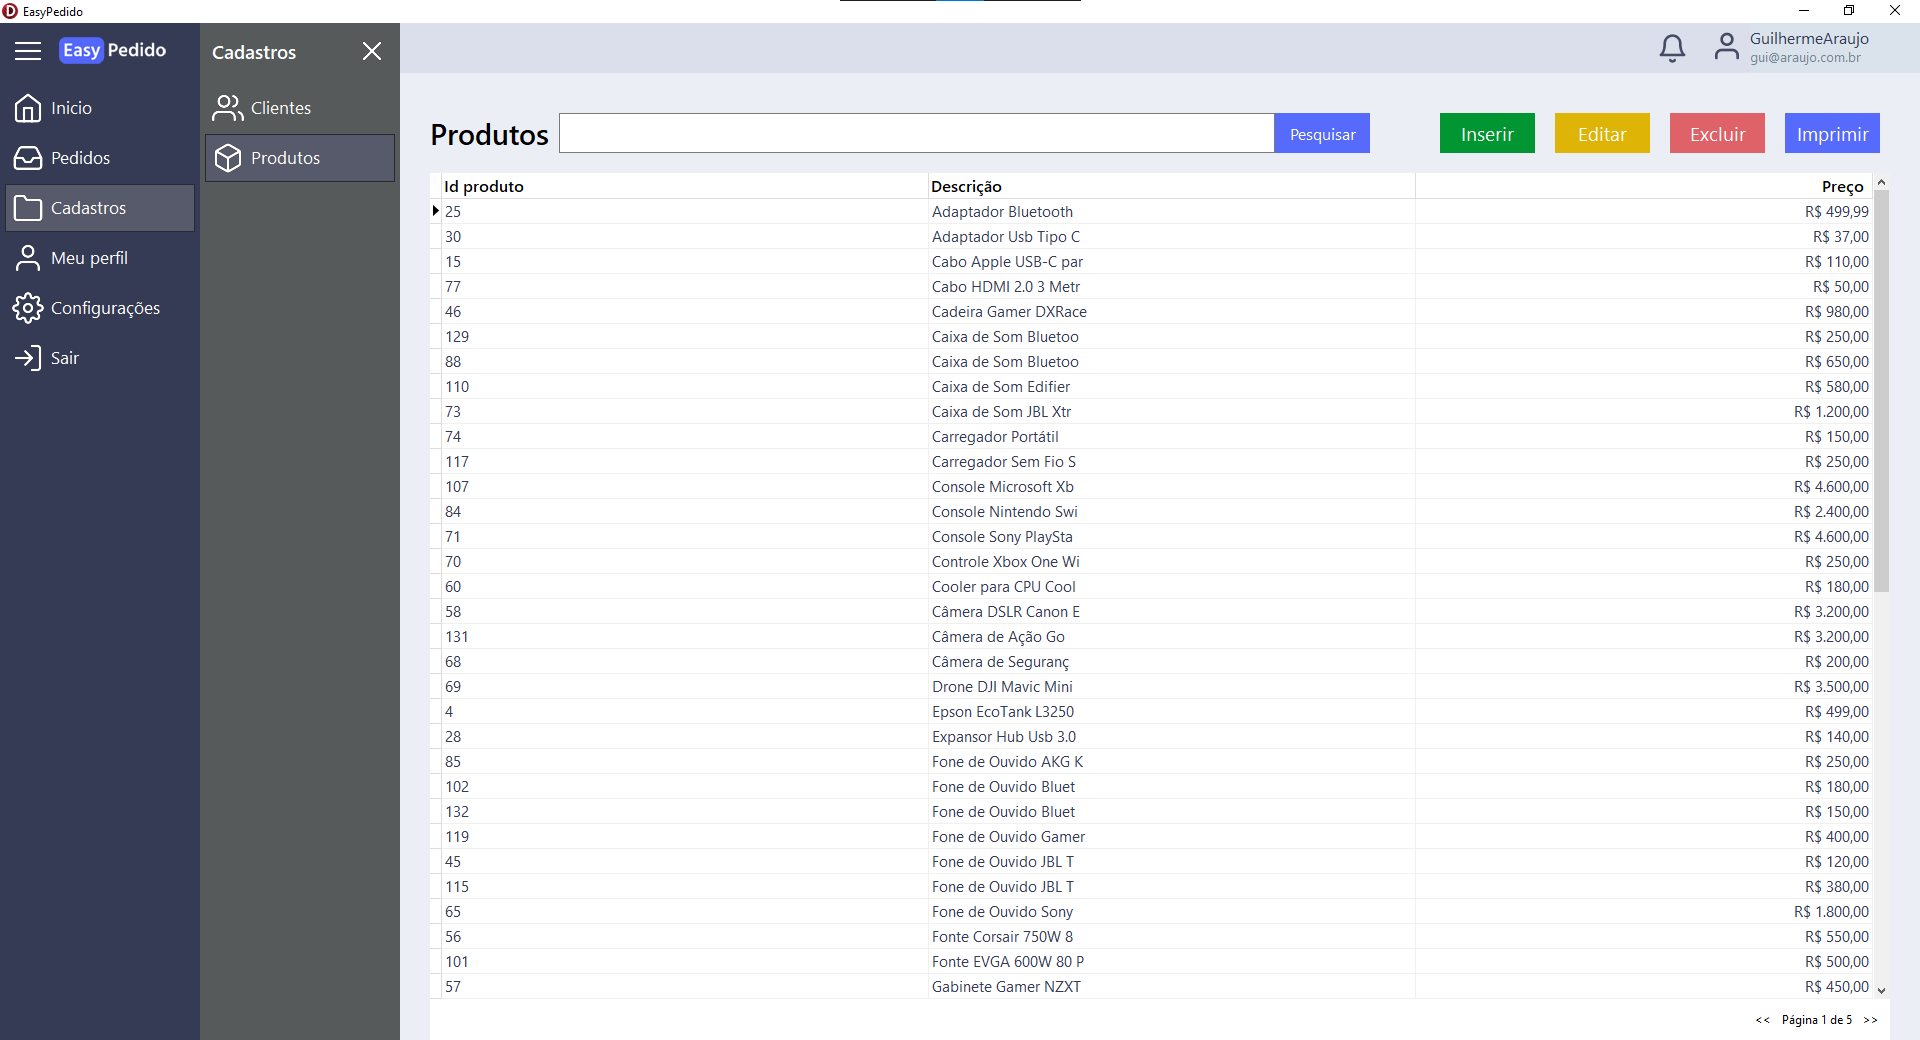 EasyPedido
Easy Pedido
Inicio
Pedidos
Cadastros
Meu perfil
Configurações
Sair
Cadastros
Clientes
Produtos
GuilhermeAraujo
gui@araujo.com.br
Produtos Pesquisar Inserir Editar Excluir Imprimir
Id produto Descrição Preço
25 Adaptador Bluetooth R$ 499,99
30 Adaptador Usb Tipo C R$ 37,00
15 Cabo Apple USB-C par R$ 110,00
77 Cabo HDMI 2.0 3 Metr R$ 50,00
46 Cadeira Gamer DXRace R$ 980,00
129 Caixa de Som Bluetoo R$ 250,00
88 Caixa de Som Bluetoo R$ 650,00
110 Caixa de Som Edifier R$ 580,00
73 Caixa de Som JBL Xtr R$ 1.200,00
74 Carregador Portátil R$ 150,00
117 Carregador Sem Fio S R$ 250,00
107 Console Microsoft Xb R$ 4.600,00
84 Console Nintendo Swi R$ 2.400,00
71 Console Sony PlaySta R$ 4.600,00
70 Controle Xbox One Wi R$ 250,00
60 Cooler para CPU Cool R$ 180,00
58 Câmera DSLR Canon E R$ 3.200,00
131 Câmera de Ação Go R$ 3.200,00
68 Câmera de Seguranç R$ 200,00
69 Drone DJI Mavic Mini R$ 3.500,00
4 Epson EcoTank L3250 R$ 499,00
28 Expansor Hub Usb 3.0 R$ 140,00
85 Fone de Ouvido AKG K R$ 250,00
102 Fone de Ouvido Bluet R$ 180,00
132 Fone de Ouvido Bluet R$ 150,00
119 Fone de Ouvido Gamer R$ 400,00
45 Fone de Ouvido JBL T R$ 120,00
115 Fone de Ouvido JBL T R$ 380,00
65 Fone de Ouvido Sony R$ 1.800,00
56 Fonte Corsair 750W 8 R$ 550,00
101 Fonte EVGA 600W 80 P R$ 500,00
57 Gabinete Gamer NZXT R$ 450,00
<< Página 1 de 5 >>